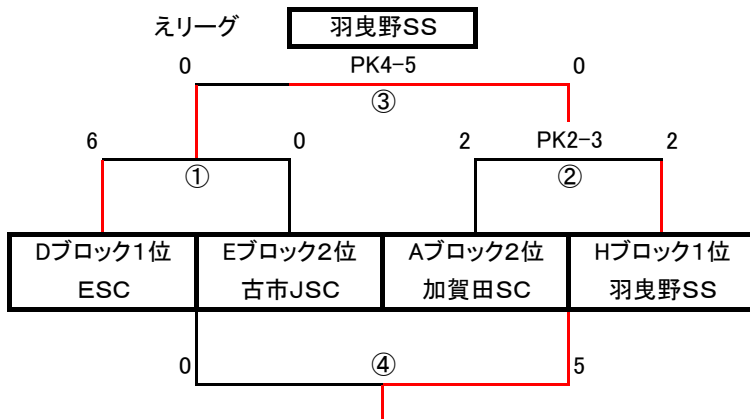 えリーグ 羽曳野SS
0 PK4-5 0
③
6 0 2 PK2-3 2
① ②
Dブロック1位 Eブロック2位 Aブロック2位 Hブロック1位
ESC 古市JSC 加賀田SC 羽曳野SS
0 ④ 5